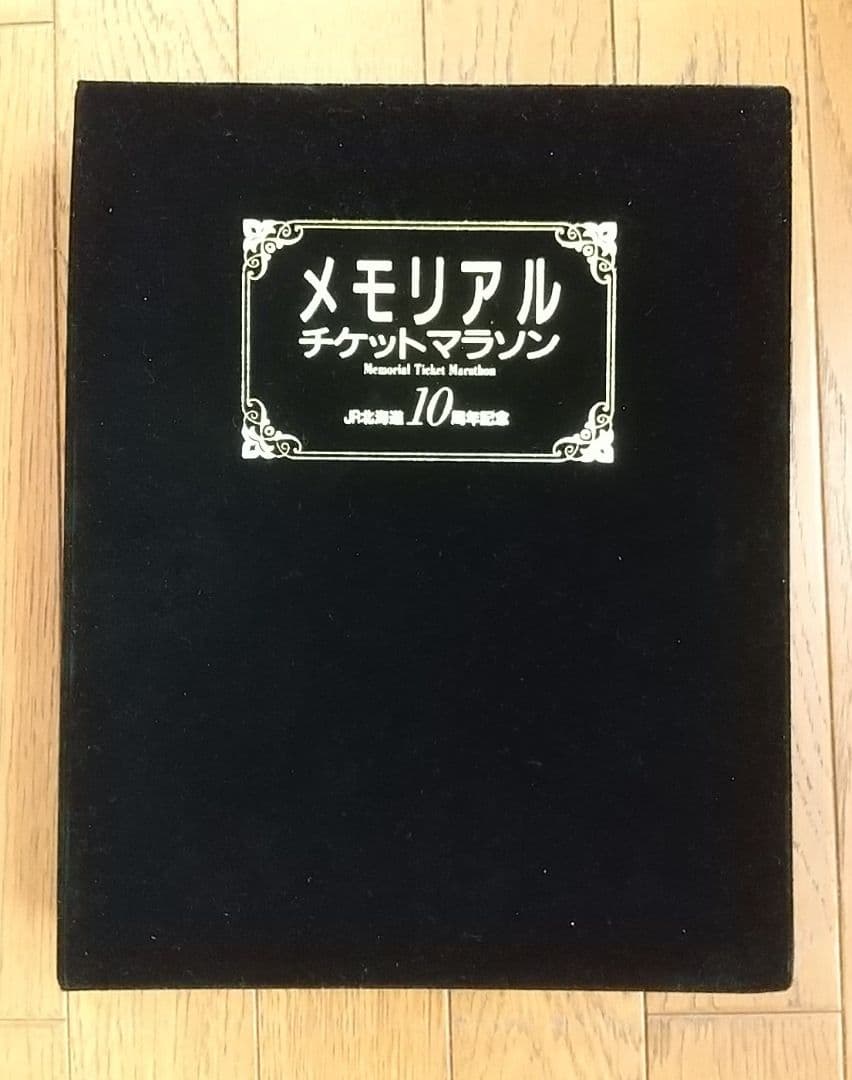 メモリアル
チケットマラソン
Memorial Ticket Marathon
JR北海道10周年記念